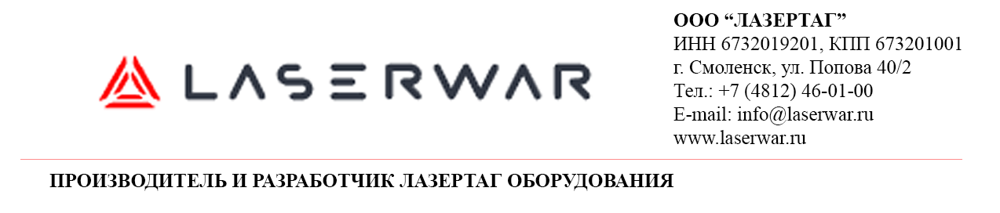 LASERWAR
ООО “ЛАЗЕРТАГ”
ИНН 6732019201, КПП 673201001
г. Смоленск, ул. Попова 40/2
Тел.: +7 (4812) 46-01-00
E-mail: info@laserwar.ru
www.laserwar.ru
ПРОИЗВОДИТЕЛЬ И РАЗРАБОТЧИК ЛАЗЕРТАГ ОБОРУДОВАНИЯ